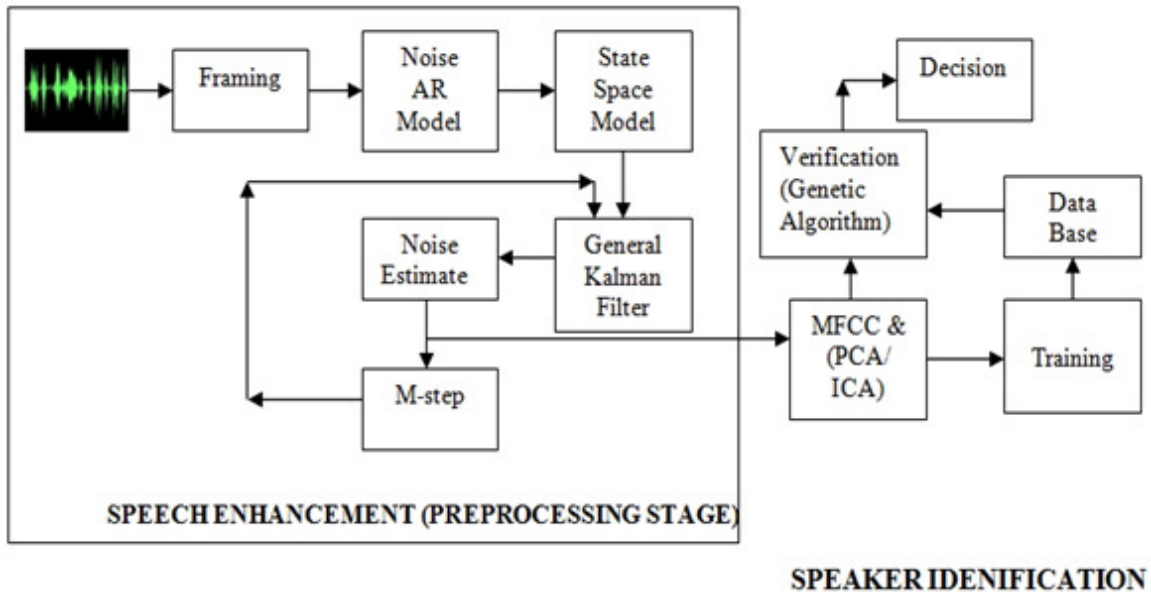 Framing
Noise
AR
Model
State
Space
Model
Noise
Estimate
General
Kalman
Filter
M-step
SPEECH ENHANCEMENT (PREPROCESSING STAGE)
Decision
Verification
(Genetic
Algorithm)
Data
Base
MFCC &
(PCA/
ICA)
Training
SPEAKER IDENIFICATION